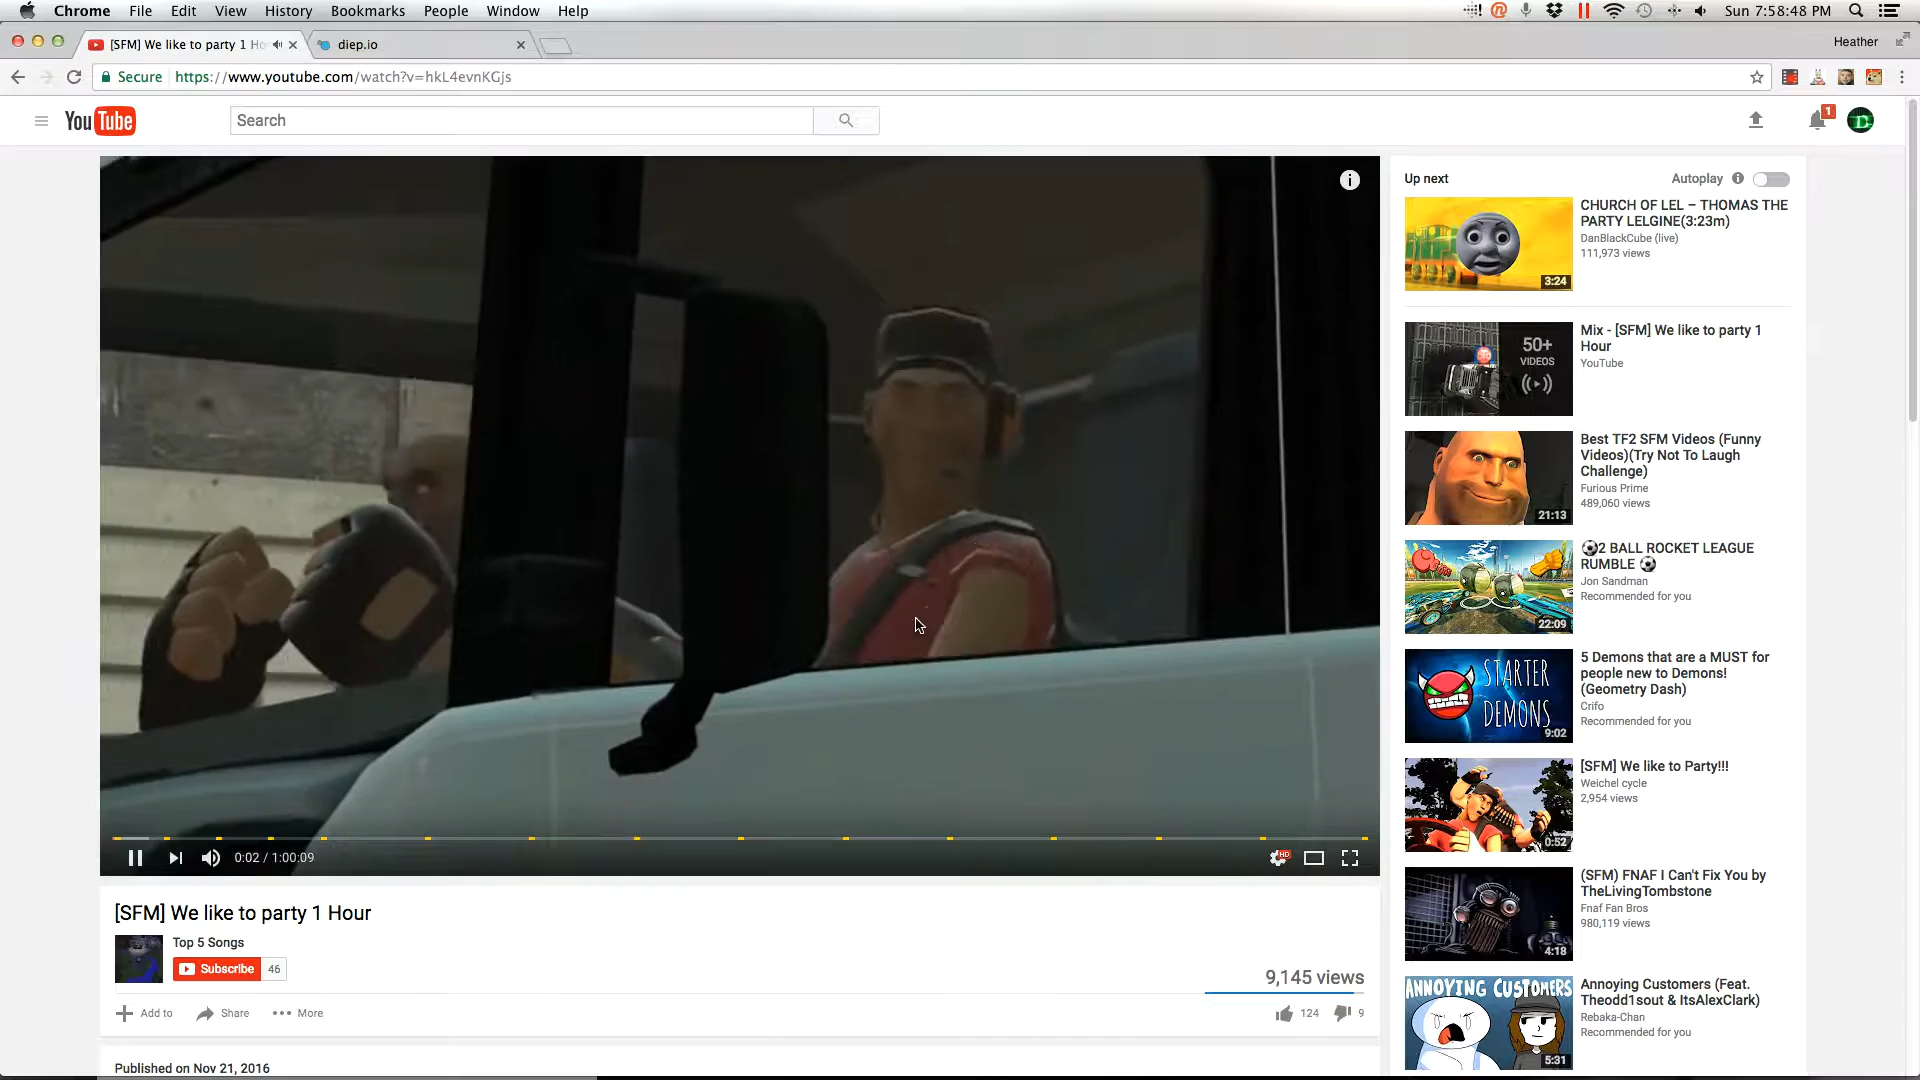 Chrome File Edit View History Bookmarks People Window Help
Sun 7:58:48 PM
[SFM] We like to party 1 Ho
diep.io
Heather
Secure https://www.youtube.com/watch?v=hkL4evnKGjs
YouTube
Search
1
Up next
Autoplay
CHURCH OF LEL – THOMAS THE
PARTY LELGINE(3:23m)
DanBlackCube (live)
111,973 views
3:24
50+
VIDEOS
Mix - [SFM] We like to party 1
Hour
YouTube
Best TF2 SFM Videos (Funny
Videos)(Try Not To Laugh
Challenge)
Furious Prime
489,060 views
21:13
⚽2 BALL ROCKET LEAGUE
RUMBLE ⚽
Jon Sandman
Recommended for you
22:09
STARTER
DEMONS
9:02
5 Demons that are a MUST for
people new to Demons!
(Geometry Dash)
Crifo
Recommended for you
[SFM] We like to Party!!!
Weichel cycle
2,954 views
0:52
(SFM) FNAF I Can't Fix You by
TheLivingTombstone
Fnaf Fan Bros
980,119 views
4:18
ANNOYING CUSTOMERS
5:31
Annoying Customers (Feat.
Theodd1sout & ItsAlexClark)
Rebaka-Chan
Recommended for you
0:02 / 1:00:09
HD
[SFM] We like to party 1 Hour
Top 5 Songs
Subscribe 46
9,145 views
Add to Share More
124 9
Published on Nov 21, 2016